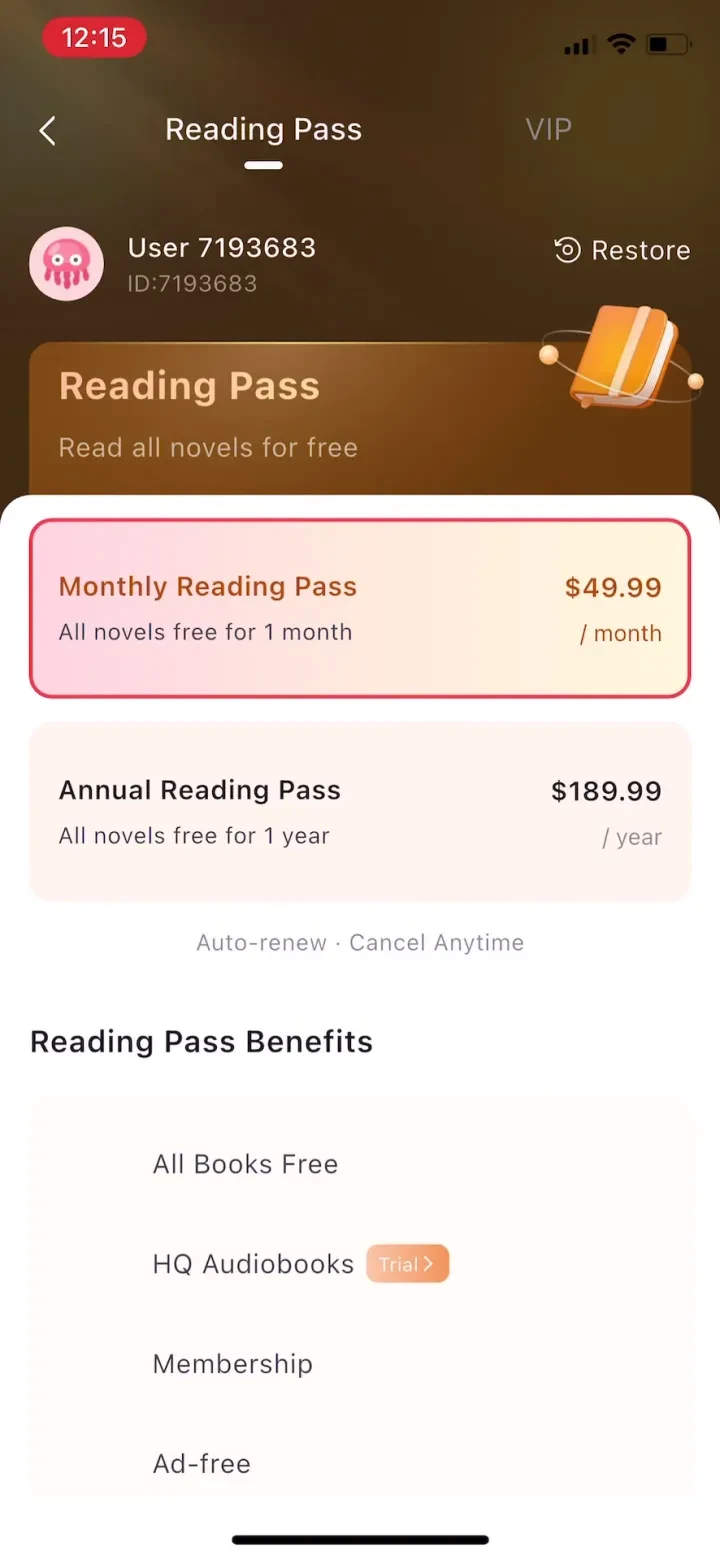 12:15
Reading Pass
VIP
User 7193683
Restore
ID:7193683
Reading Pass
Read all novels for free
Monthly Reading Pass
$49.99
All novels free for 1 month
/ month
Annual Reading Pass
$189.99
All novels free for 1 year
/ year
Auto-renew · Cancel Anytime
Reading Pass Benefits
All Books Free
HQ Audiobooks
Trial
Membership
Ad-free